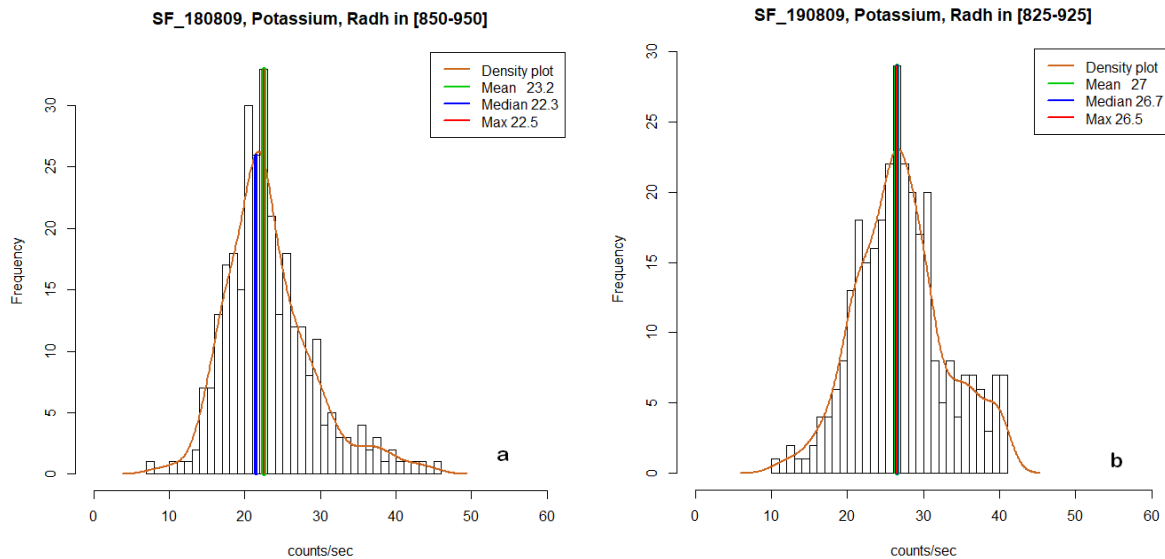 SF_180809, Potassium, Radh in [850-950]
Density plot
Mean 23.2
Median 22.3
Max 22.5
Frequency
30
25
20
15
10
5
0
a
0 10 20 30 40 50 60
counts/sec
SF_190809, Potassium, Radh in [825-925]
Density plot
Mean 27
Median 26.7
Max 26.5
Frequency
30
25
20
15
10
5
0
b
0 10 20 30 40 50 60
counts/sec